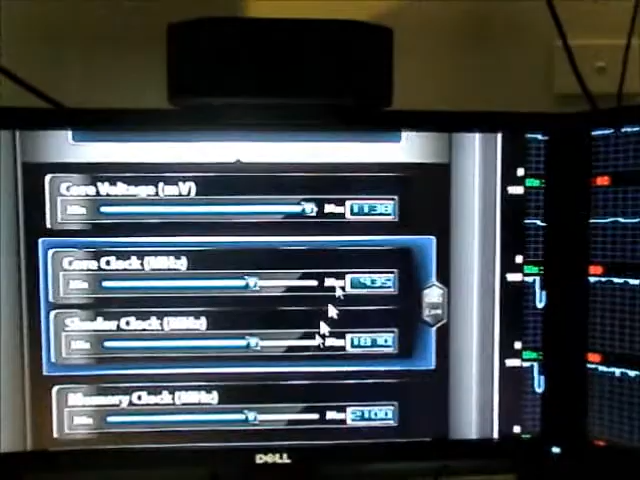 Core Voltage (mV)
Min Max 1138
Core Clock (MHz)
Min Max 935
Shader Clock (MHz)
Min Max 1870
Memory Clock (MHz)
Min Max 2100
DELL